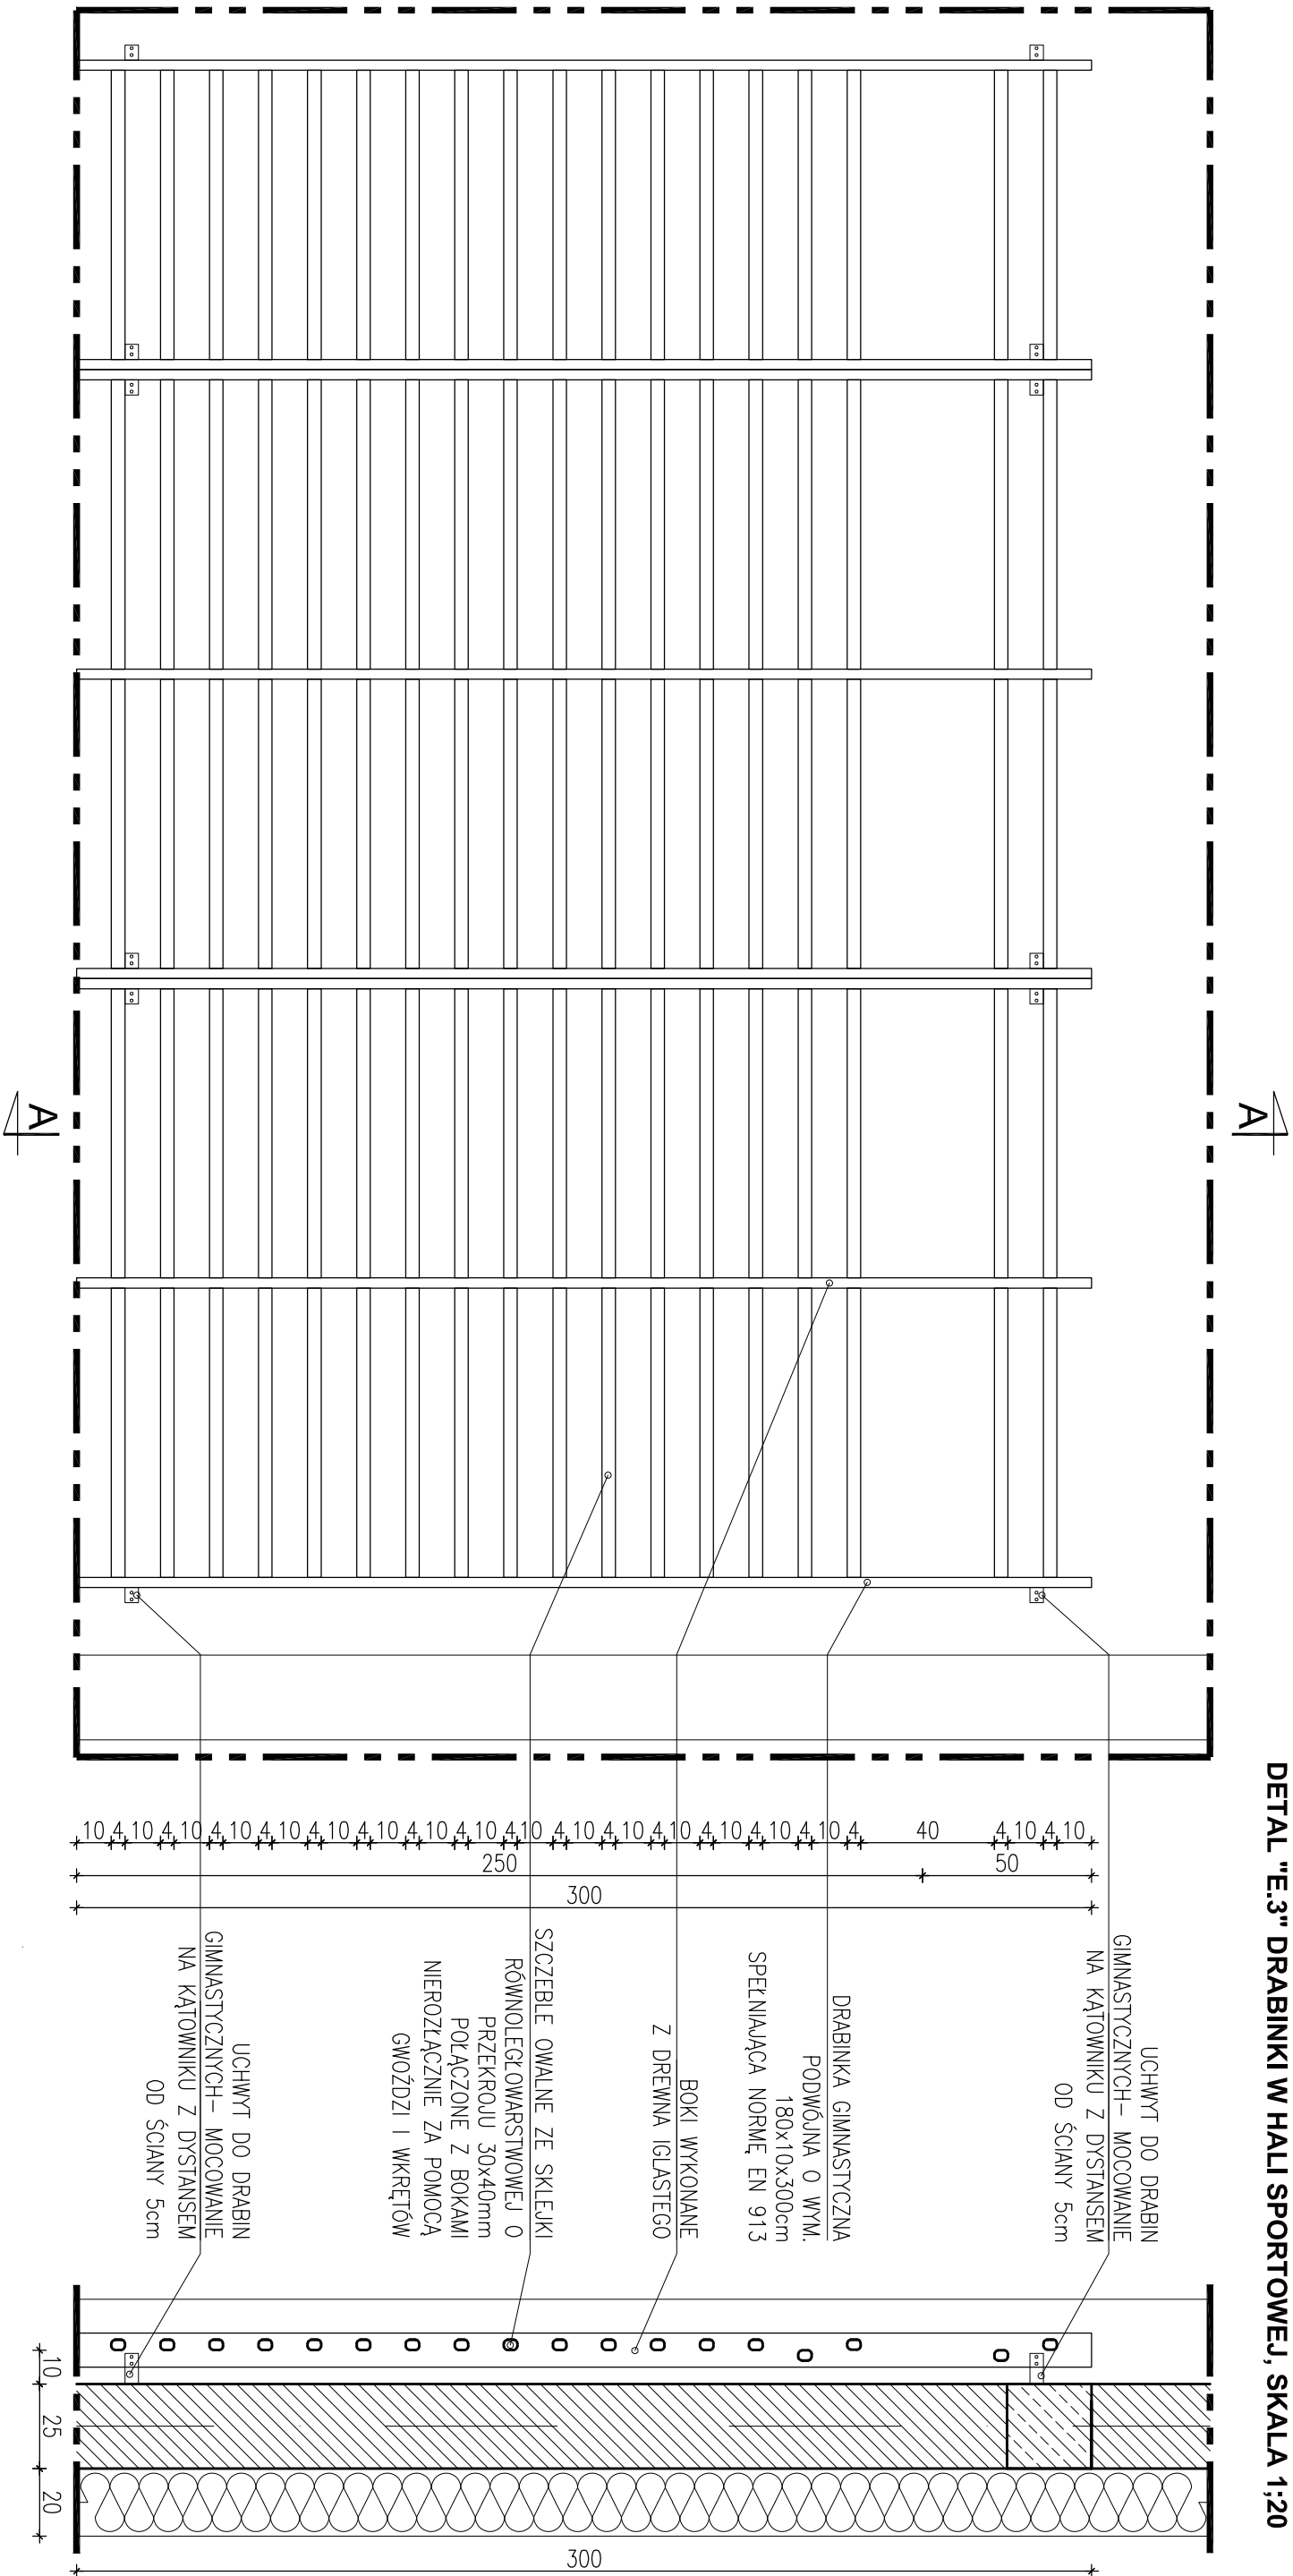 DETAL "E.3" DRABINKI W HALI SPORTOWEJ, SKALA 1;20
A
A
UCHWYT DO DRABIN
GIMNASTYCZNYCH- MOCOWANIE
NA KĄTOWNIKU Z DYSTANSEM
OD ŚCIANY 5cm
DRABINKA GIMNASTYCZNA
PODWÓJNA O WYM.
180x10x300cm
SPEŁNIAJĄCA NORMĘ EN 913
BOKI WYKONANE
Z DREWNA IGLASTEGO
SZCZEBLE OWALNE ZE SKLEJKI
RÓWNOLEGŁOWARSTWOWEJ O
PRZEKROJU 30x40mm
POŁĄCZONE Z BOKAMI
NIEROZŁĄCZNIE ZA POMOCĄ
GWOŹDZI I WKRĘTÓW
UCHWYT DO DRABIN
GIMNASTYCZNYCH- MOCOWANIE
NA KĄTOWNIKU Z DYSTANSEM
OD ŚCIANY 5cm
10 4 10 4 10 4 10 4 10 4 10 4 10 4 10 4 10 4 10 4 10 4 10 4 10 4 10 4 10 4 10 4 40 4 10 4 10
250 50
300
10 25 20
300